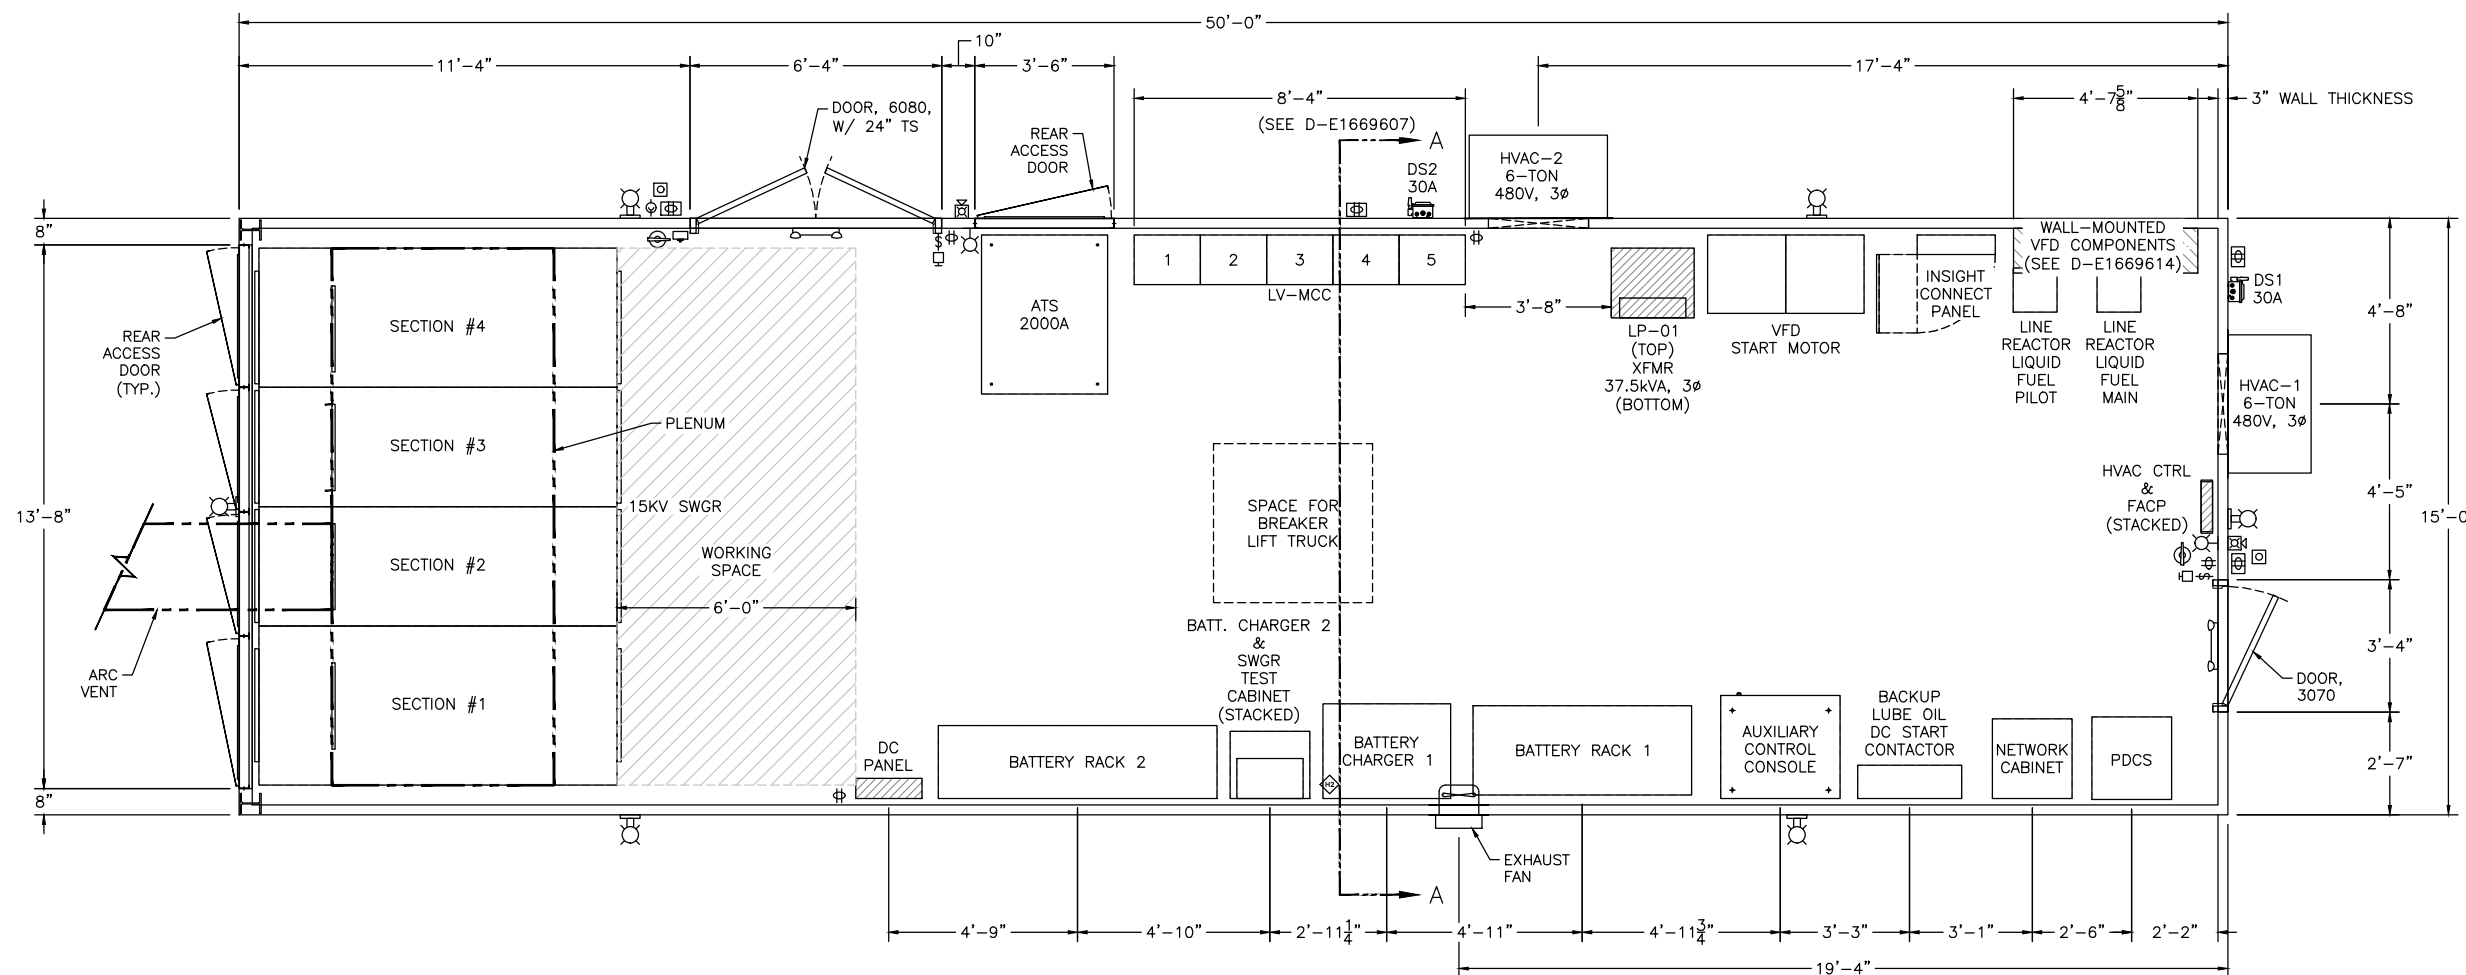 50'-0"
10"
11'-4"
6'-4"
3'-6"
17'-4"
8'-4"
4'-7 5/8"
3" WALL THICKNESS
DOOR, 6080,
W/ 24" TS
(SEE D-E1669607)
REAR
ACCESS
DOOR
A
DS2
30A
HVAC-2
6-TON
480V, 3ø
8"
WALL-MOUNTED
VFD COMPONENTS
(SEE D-E1669614)
1
2
3
4
5
LV-MCC
ATS
2000A
INSIGHT
CONNECT
PANEL
DS1
30A
3'-8"
4'-8"
SECTION #4
REAR
ACCESS
DOOR
(TYP.)
LP-01
(TOP)
XFMR
37.5kVA, 3ø
(BOTTOM)
VFD
START MOTOR
LINE
REACTOR
LIQUID
FUEL
PILOT
LINE
REACTOR
LIQUID
FUEL
MAIN
HVAC-1
6-TON
480V, 3ø
PLENUM
SECTION #3
HVAC CTRL
&
FACP
(STACKED)
4'-5"
13'-8"
15KV SWGR
SPACE FOR
BREAKER
LIFT TRUCK
15'-0
WORKING
SPACE
SECTION #2
S
S
6'-0"
BATT. CHARGER 2
&
SWGR
TEST
CABINET
(STACKED)
3'-4"
ARC
VENT
DOOR,
3070
SECTION #1
BACKUP
LUBE OIL
DC START
CONTACTOR
DC
PANEL
BATTERY RACK 2
BATTERY
CHARGER 1
BATTERY RACK 1
AUXILIARY
CONTROL
CONSOLE
NETWORK
CABINET
PDCS
2'-7"
H2
8"
EXHAUST
FAN
A
4'-9"
4'-10"
2'-11 1/4"
4'-11"
4'-11 3/4"
3'-3"
3'-1"
2'-6"
2'-2"
19'-4"